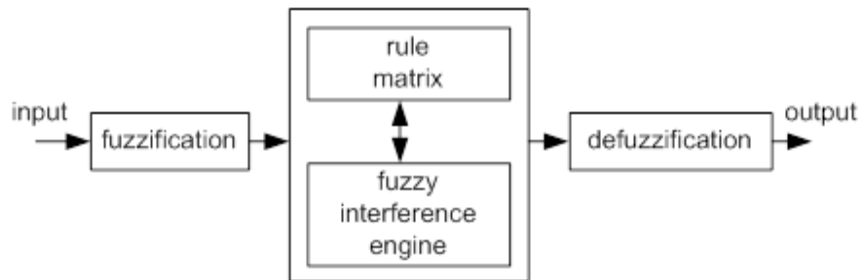 input
fuzzification
rule
matrix
fuzzy
interference
engine
defuzzification
output